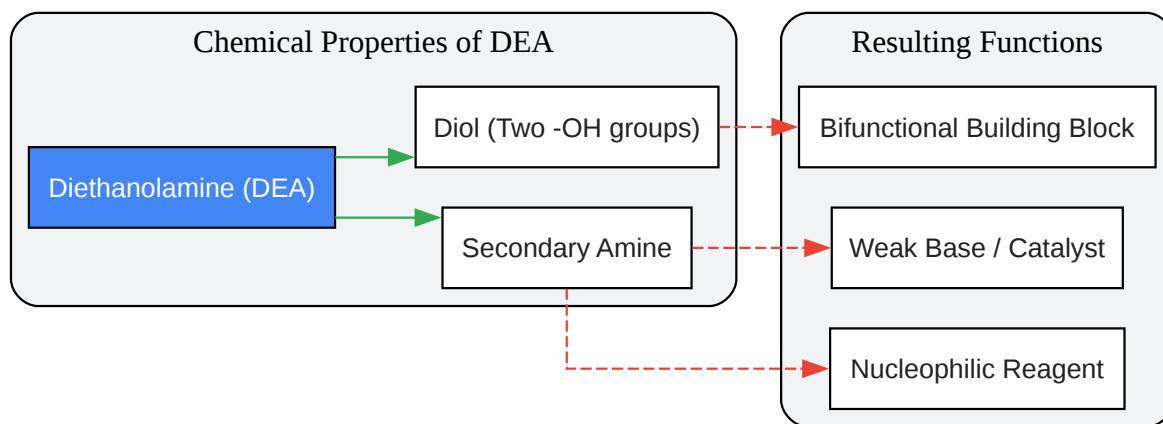 Chemical Properties of DEA
Diethanolamine (DEA)
Diol (Two -OH groups)
Secondary Amine
Resulting Functions
Bifunctional Building Block
Weak Base / Catalyst
Nucleophilic Reagent